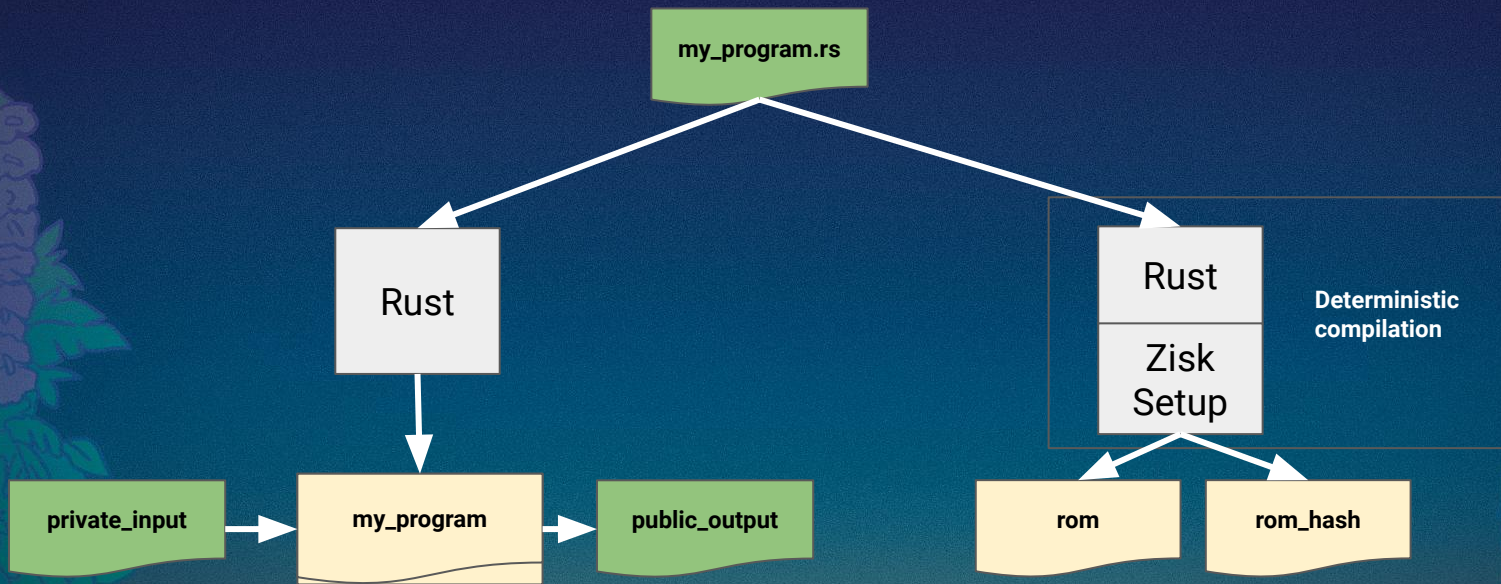 my_program.rs
Rust
Rust
Zisk
Setup
Deterministic
compilation
private_input
my_program
public_output
rom
rom_hash